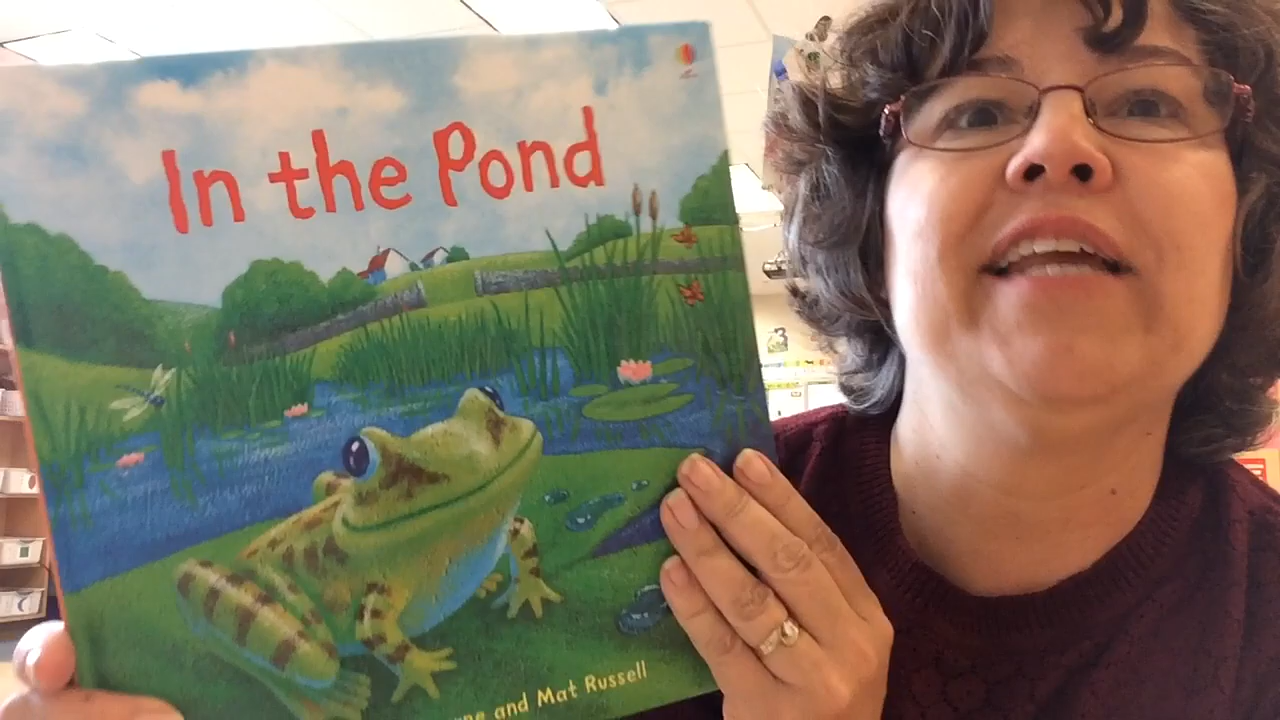 In the Pond
and Mat Russell